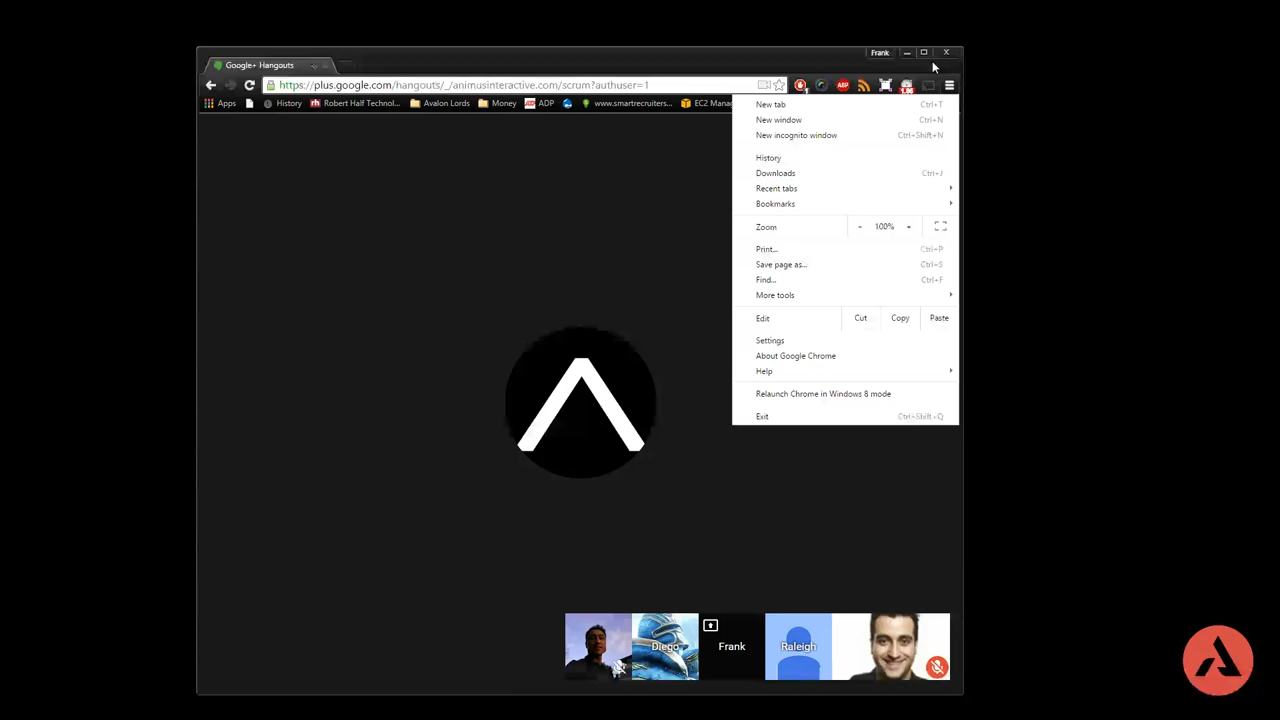 Frank
Google+ Hangouts
https://plus.google.com/hangouts/_/animusinteractive.com/scrum?authuser=1
Apps History Robert Half Technol... Avalon Lords Money ADP www.smartrecruiters... EC2 Mana
New tab Ctrl+T
New window Ctrl+N
New incognito window Ctrl+Shift+N
History
Downloads Ctrl+J
Recent tabs
Bookmarks
Zoom - 100% +
Print... Ctrl+P
Save page as... Ctrl+S
Find... Ctrl+F
More tools
Edit Cut Copy Paste
Settings
About Google Chrome
Help
Relaunch Chrome in Windows 8 mode
Exit Ctrl+Shift+Q
Diego Frank Raleigh